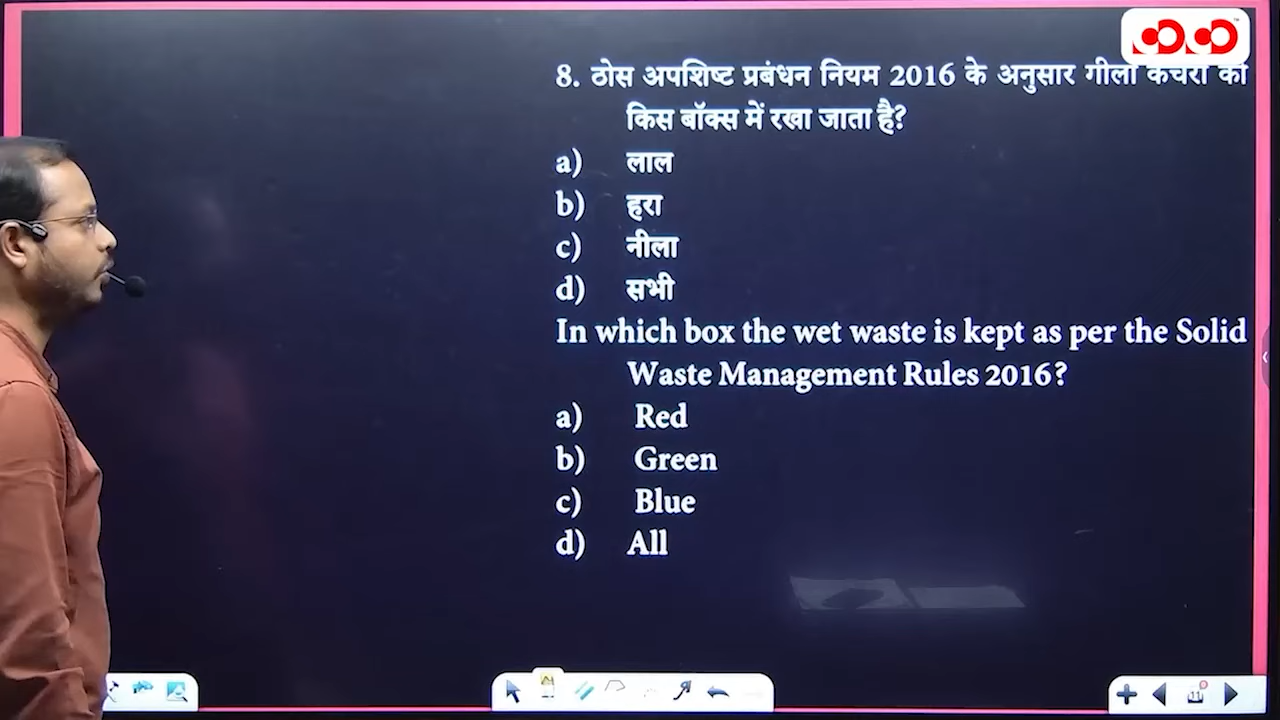 8. ठोस अपशिष्ट प्रबंधन नियम 2016 के अनुसार गीला कचरा को
किस बॉक्स में रखा जाता है?
a) लाल
b) हरा
c) नीला
d) सभी
In which box the wet waste is kept as per the Solid
Waste Management Rules 2016?
a) Red
b) Green
c) Blue
d) All